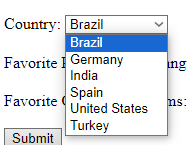 Country: Brazil
Brazil
Germany
Favorite
India
Spain
Favorite
United States
Turkey
Submit